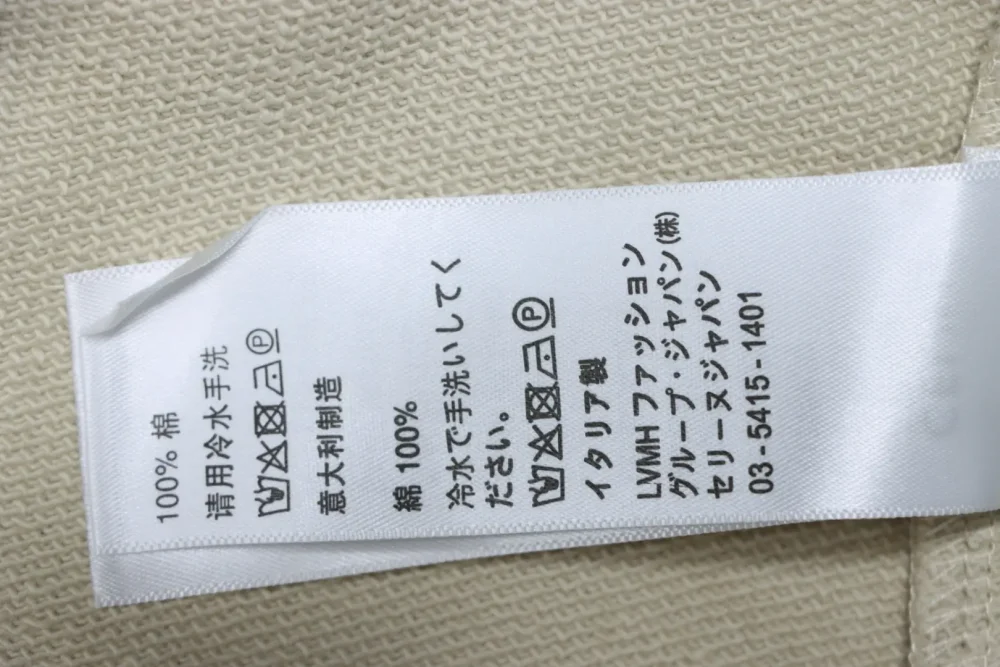 100% 棉
请用冷水手洗
P
意大利制造
綿 100%
冷水で手洗いしてく
ださい。
P
イタリア製
LVMH ファッション
グループ・ジャパン(株)
セリーヌジャパン
03-5415-1401